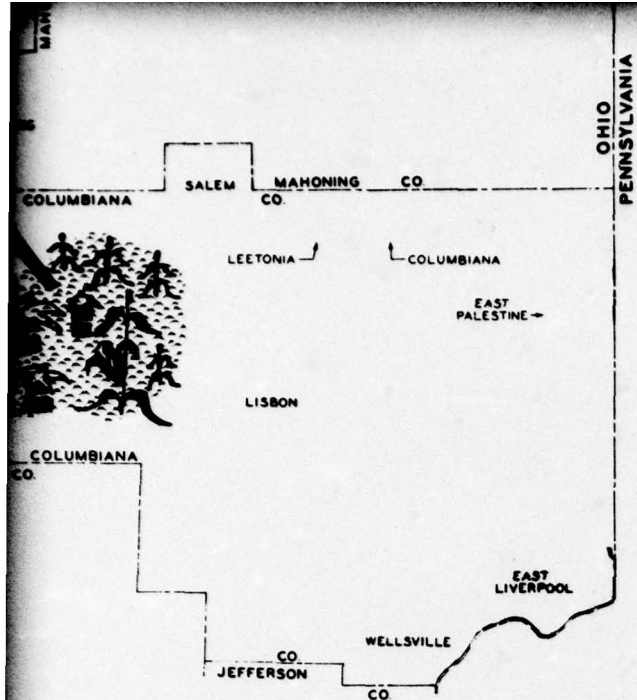 MAHO
OHIO
PENNSYLVANIA
SALEM
MAHONING CO.
COLUMBIANA CO.
LEETONIA
COLUMBIANA
EAST
PALESTINE
LISBON
COLUMBIANA
CO.
EAST
LIVERPOOL
WELLSVILLE
CO.
JEFFERSON
CO.